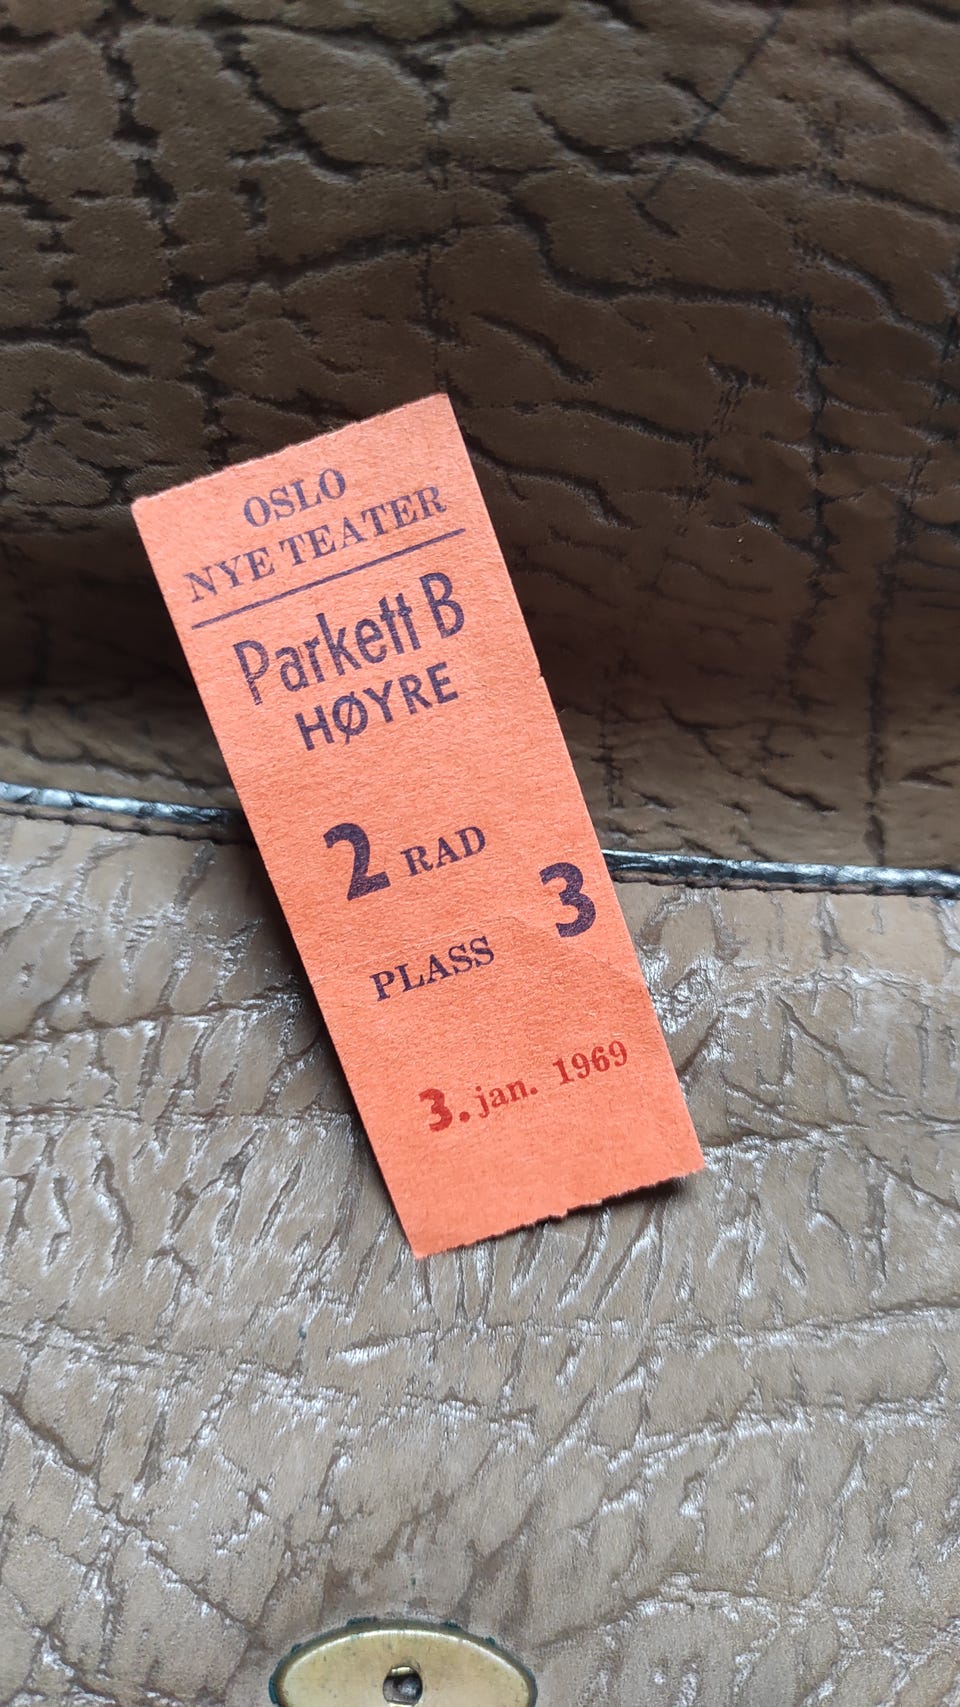 OSLO
NYE TEATER
Parkett B
HØYRE
2 RAD
PLASS 3
3. jan. 1969